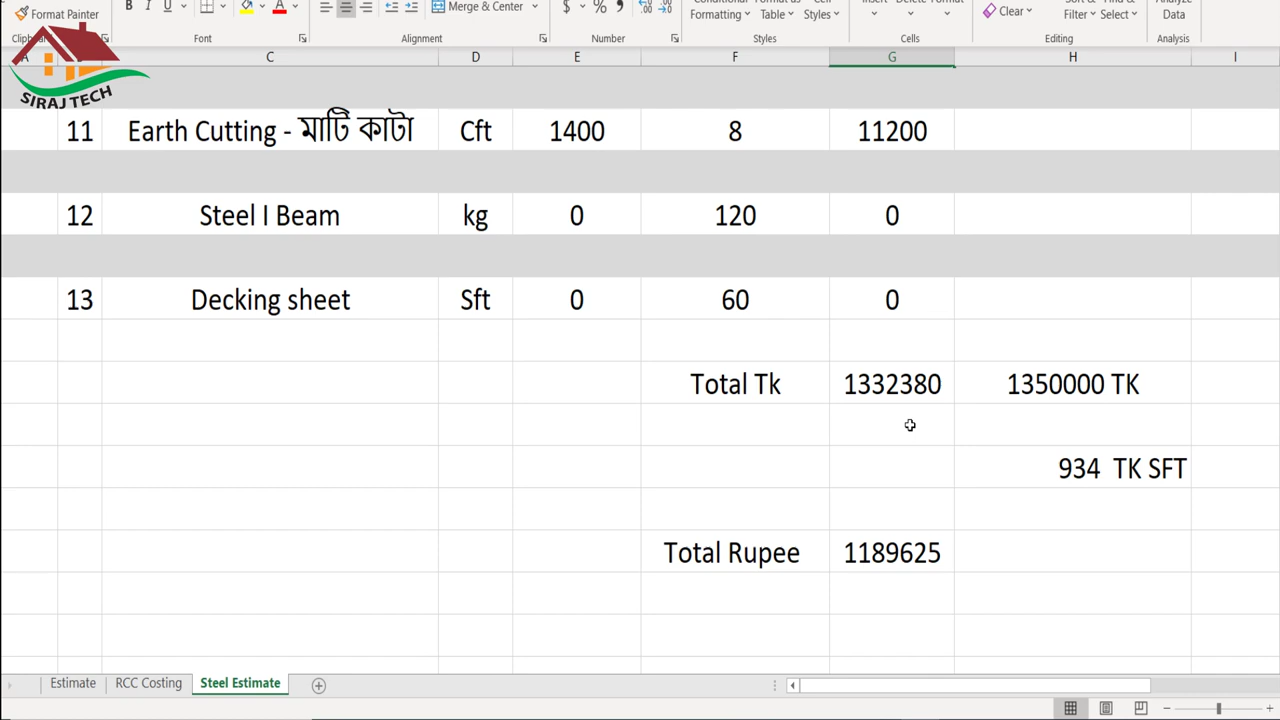 B I U
Format Painter
Merge & Center
$ % ,
Formatting Table Styles
Clear
Filter Select
Data
Font Alignment Number Styles Cells Editing Analysis
C D E F G H I
SIRAJ TECH
11 Earth Cutting - মাটি কাটা Cft 1400 8 11200
12 Steel I Beam kg 0 120 0
13 Decking sheet Sft 0 60 0
Total Tk 1332380 1350000 TK
934 TK SFT
Total Rupee 1189625
Estimate RCC Costing Steel Estimate